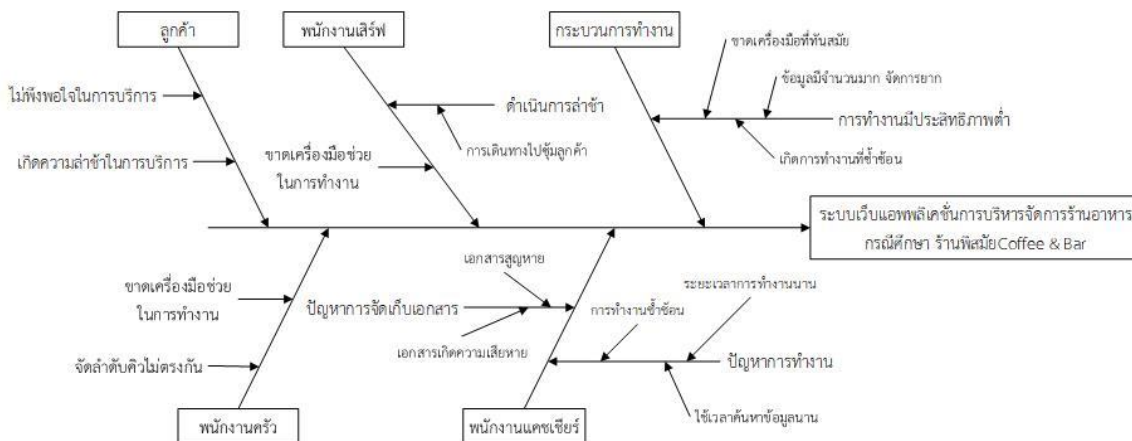 ลูกค้า
พนักงานเสิร์ฟ
กระบวนการทำงาน
ขาดเครื่องมือที่ทันสมัย
ข้อมูลมีจำนวนมาก จัดการยาก
ไม่พึงพอใจในการบริการ
ดำเนินการล่าช้า
การทำงานมีประสิทธิภาพต่ำ
เกิดความล่าช้าในการบริการ
ขาดเครื่องมือช่วย
ในการทำงาน
การเดินทางไปซุ้มลูกค้า
เกิดการทำงานที่ซ้ำซ้อน
ระบบเว็บแอพพลิเคชั่นการบริหารจัดการร้านอาหาร
กรณีศึกษา ร้านพิสมัยCoffee & Bar
ขาดเครื่องมือช่วย
ในการทำงาน
เอกสารสูญหาย
ปัญหาการจัดเก็บเอกสาร
เอกสารเกิดความเสียหาย
ระยะเวลาการทำงานนาน
การทำงานซ้ำซ้อน
จัดลำดับคิวไม่ตรงกัน
ปัญหาการทำงาน
ใช้เวลาค้นหาข้อมูลนาน
พนักงานครัว
พนักงานแคชเชียร์